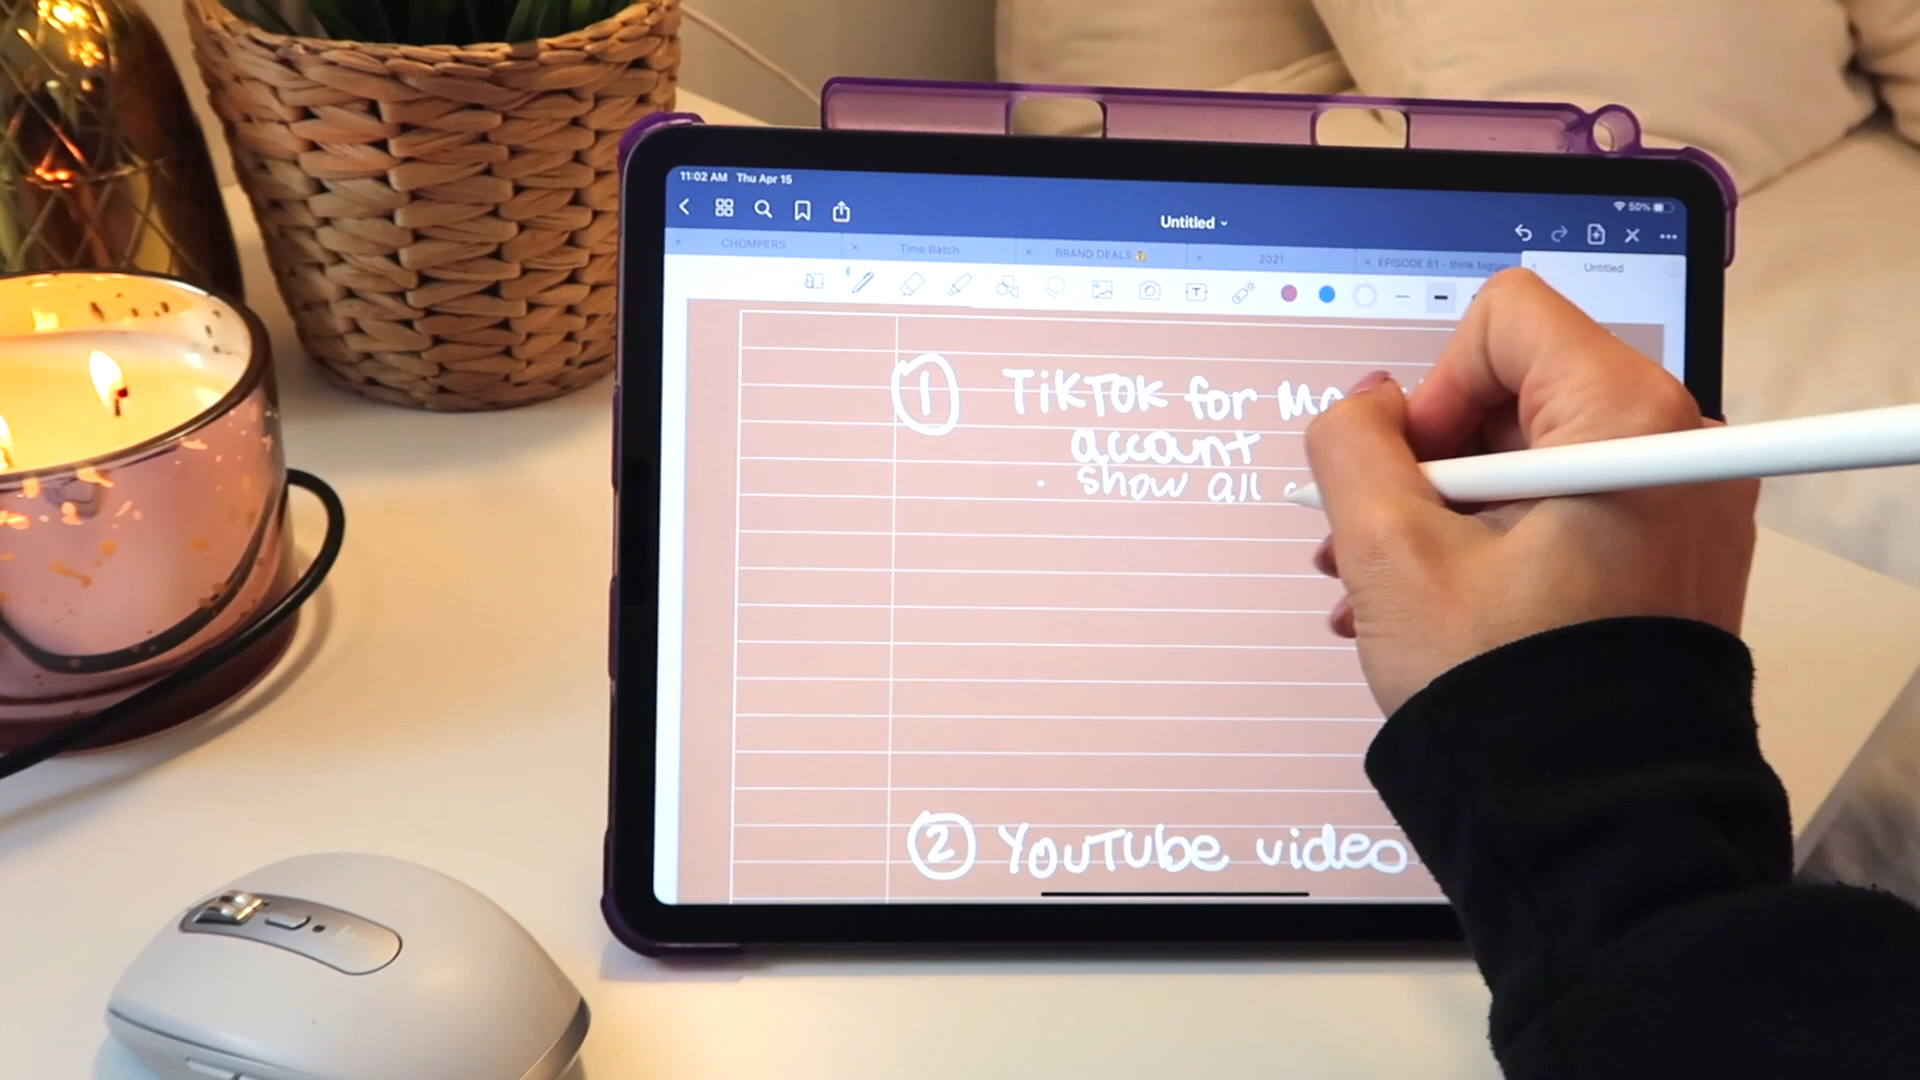 11:02 AM Thu Apr 15
50%
Untitled
CHOMPERS
Time Batch
BRAND DEALS 💰
2021
EPISODE 81 - think bigger
Untitled
T
1 TikTok for
account
· show all
2 YouTube video